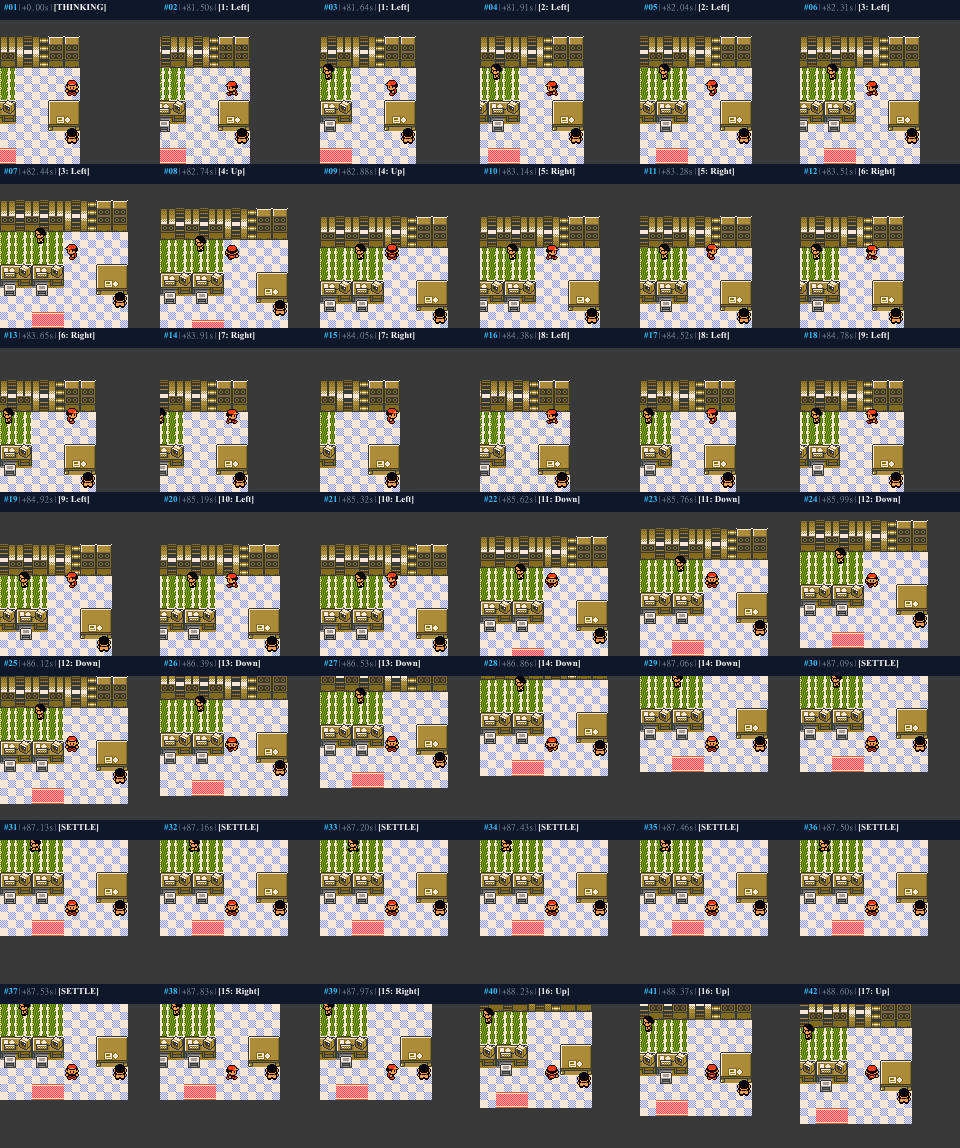 #01|+0.00s|[THINKING] #02|+81.50s|[1: Left] #03|+81.64s|[1: Left] #04|+81.91s|[2: Left] #05|+82.04s|[2: Left] #06|+82.31s|[3: Left]
#07|+82.44s|[3: Left] #08|+82.74s|[4: Up] #09|+82.88s|[4: Up] #10|+83.14s|[5: Right] #11|+83.28s|[5: Right] #12|+83.51s|[6: Right]
#13|+83.65s|[6: Right] #14|+83.91s|[7: Right] #15|+84.05s|[7: Right] #16|+84.38s|[8: Left] #17|+84.52s|[8: Left] #18|+84.78s|[9: Left]
#19|+84.92s|[9: Left] #20|+85.19s|[10: Left] #21|+85.32s|[10: Left] #22|+85.62s|[11: Down] #23|+85.76s|[11: Down] #24|+85.99s|[12: Down]
#25|+86.12s|[12: Down] #26|+86.39s|[13: Down] #27|+86.53s|[13: Down] #28|+86.86s|[14: Down] #29|+87.06s|[14: Down] #30|+87.09s|[SETTLE]
#31|+87.13s|[SETTLE] #32|+87.16s|[SETTLE] #33|+87.20s|[SETTLE] #34|+87.43s|[SETTLE] #35|+87.46s|[SETTLE] #36|+87.50s|[SETTLE]
#37|+87.53s|[SETTLE] #38|+87.83s|[15: Right] #39|+87.97s|[15: Right] #40|+88.23s|[16: Up] #41|+88.37s|[16: Up] #42|+88.60s|[17: Up]